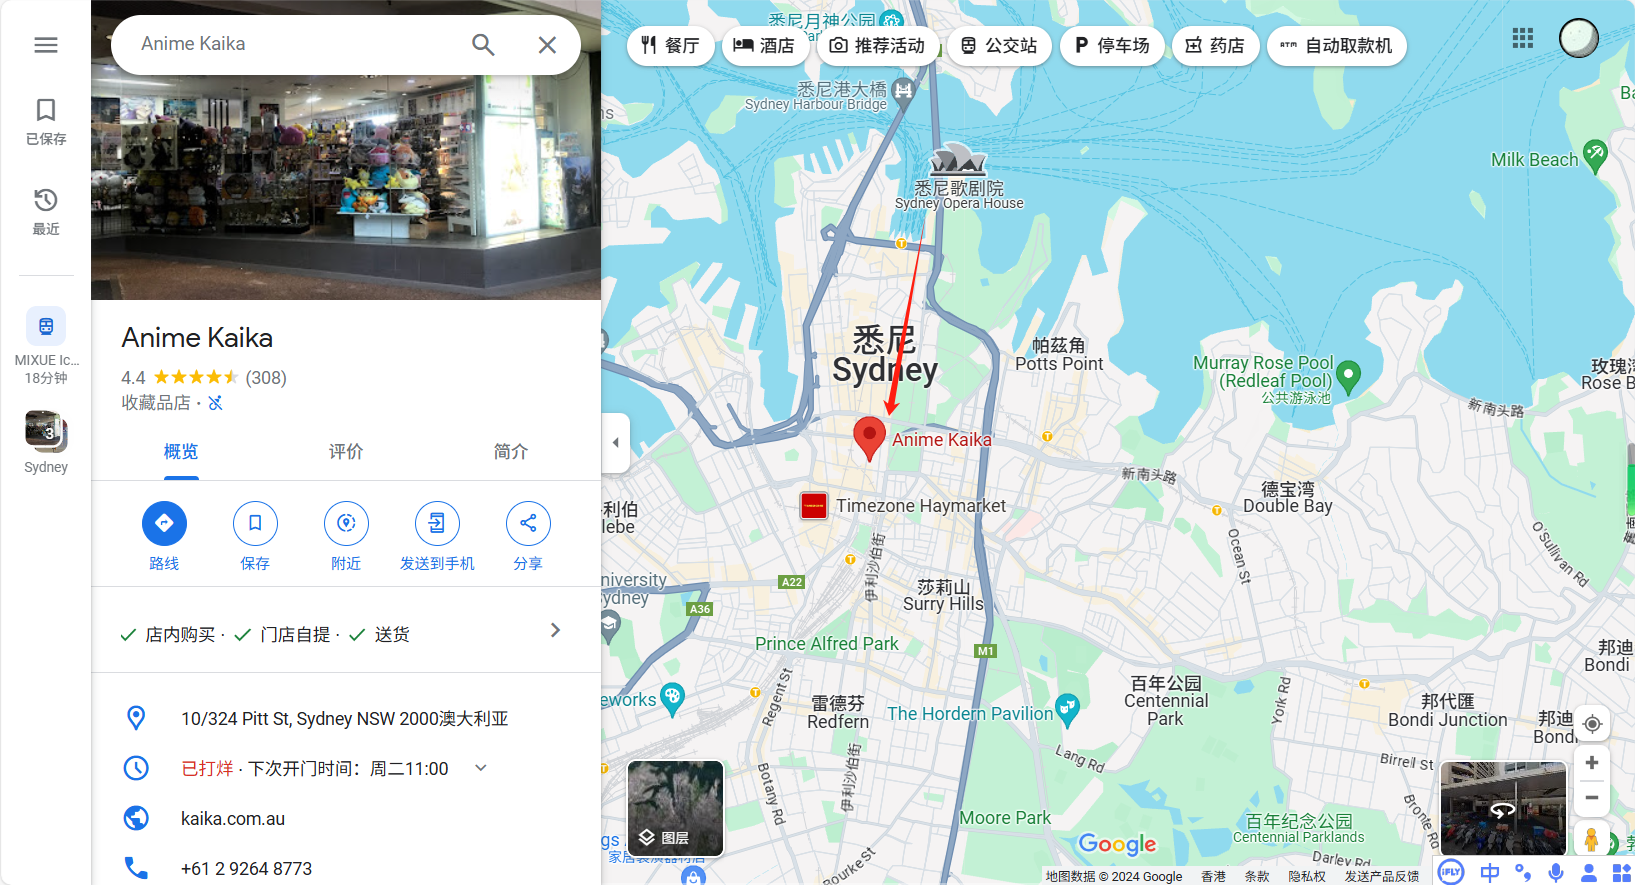 Anime Kaika
已保存
最近
MIXUE Ic...
18分钟
3
Sydney
Anime Kaika
4.4
(308)
收藏品店 ·
概览
评价
简介
路线
保存
附近
发送到手机
分享
店内购买 ·
门店自提 ·
送货
10/324 Pitt St, Sydney NSW 2000澳大利亚
已打烊 · 下次开门时间：周二11:00
kaika.com.au
+61 2 9264 8773
餐厅
酒店
推荐活动
公交站
P 停车场
药店
ATM 自动取款机
悉尼月神公园
悉尼港大橋
Sydney Harbour Bridge
ns
悉尼歌剧院
Sydney Opera House
Milk Beach
Ba
悉尼
Sydney
帕兹角
Potts Point
Murray Rose Pool
(Redleaf Pool)
公共游泳池
玫瑰湾
Rose B
新南头路
Anime Kaika
新南头路
Timezone Haymarket
德宝湾
Double Bay
利伯
lebe
Ocean St
O'Sullivan Rd
伊利沙伯街
niversity
ydney
A22
A36
莎莉山
Surry Hills
Prince Alfred Park
M1
邦迪
Bondi
eworks
Regent St
雷德芬
Redfern
The Hordern Pavilion
百年公园
Centennial
Park
York Rd
邦代匯
Bondi Junction
邦迪
Bondi
Lang Rd
Birrell St
Botany Rd
伊利沙伯街
Bronte Rd
Moore Park
百年纪念公园
Centennial Parklands
Darley Rd
Bourke St
gs
图层
Google
地图数据 © 2024 Google
香港
条款
隐私权
发送产品反馈
iFLY
中